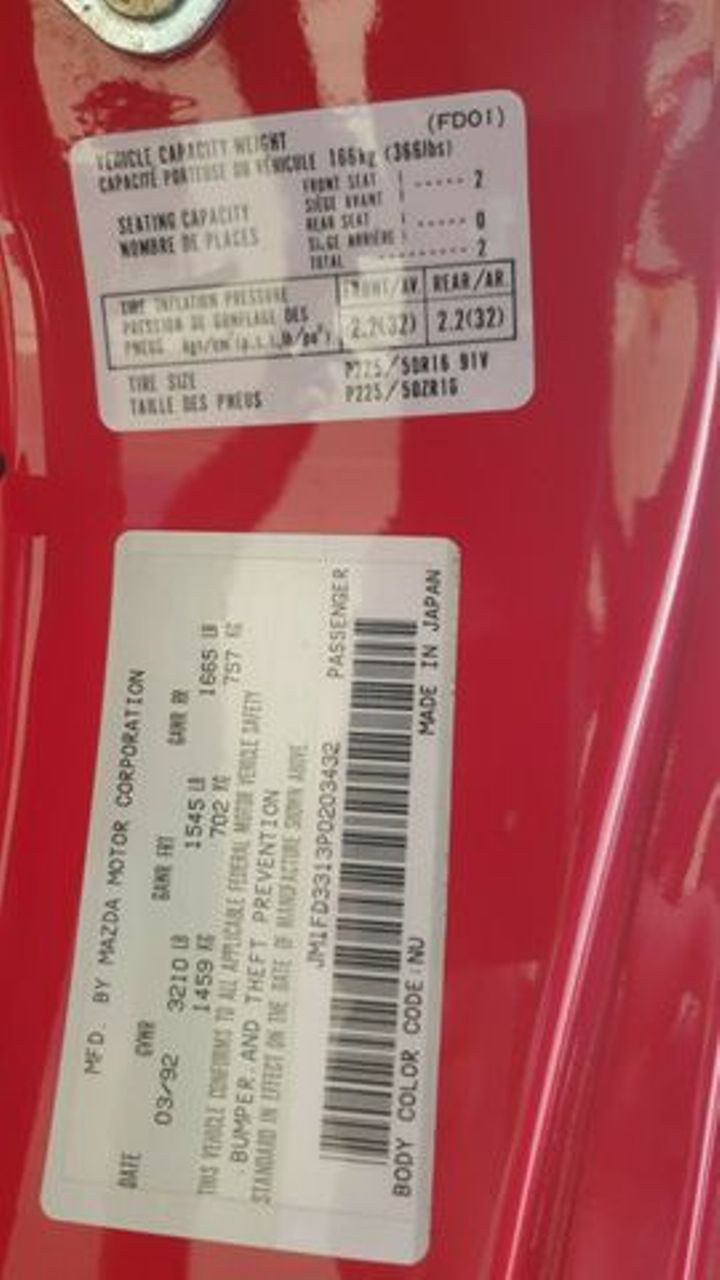 (FD01)
VEHICLE CAPACITY WEIGHT
CAPACITÉ PORTEUSE DU VÉHICULE 166kg (366lbs)
SEATING CAPACITY
NOMBRE DE PLACES
FRONT SEAT
SIÈGE AVANT ----- 2
REAR SEAT
SIÈGE ARRIÈRE ----- 0
TOTAL ---------- 2
TIRE INFLATION PRESSURE
PRESSION DE GONFLAGE DES
PNEUS kgf/cm²(p.s.i, lb/po²)
FRONT/AV. REAR/AR.
2.2(32) 2.2(32)
TIRE SIZE
TAILLE DES PNEUS
P225/50R16 91V
P225/50ZR16
MFD. BY MAZDA MOTOR CORPORATION
DATE GVWR GAWR FRT GAWR RR
03/92 3210 LB 1545 LB 1665 LB
1459 KG 702 KG 757 KG
THIS VEHICLE CONFORMS TO ALL APPLICABLE FEDERAL MOTOR VEHICLE SAFETY
BUMPER, AND THEFT PREVENTION
STANDARD IN EFFECT ON THE DATE OF MANUFACTURE SHOWN ABOVE.
JM1FD3313P0203432 PASSENGER
BODY COLOR CODE:NU MADE IN JAPAN